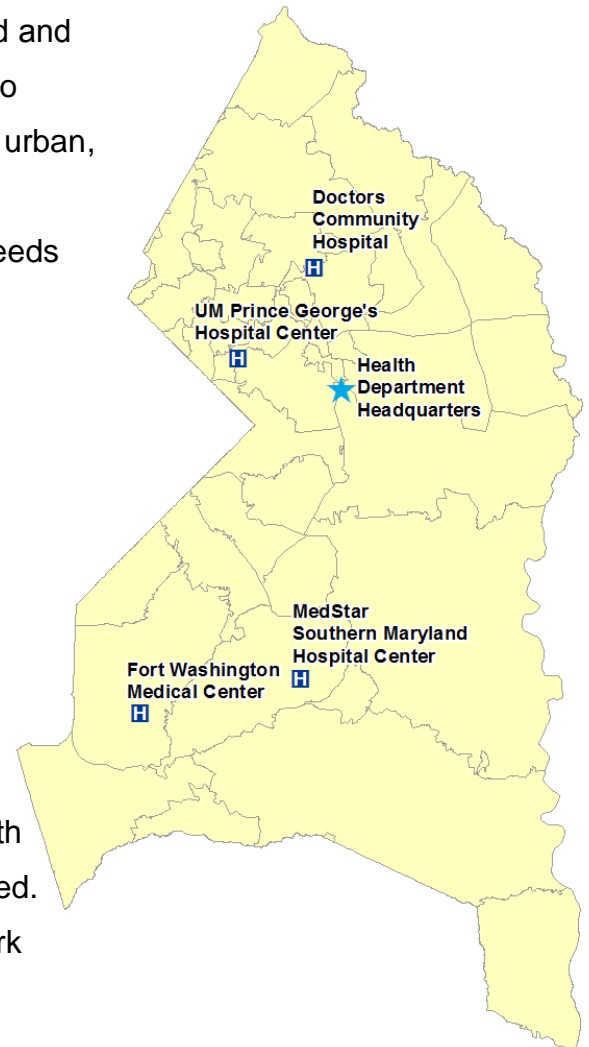 d and
o
urban,
eeds
Doctors
Community
Hospital
H
UM Prince George's
Hospital Center
H
Health
Department
Headquarters
MedStar
Southern Maryland
Hospital Center
H
Fort Washington
Medical Center
H
th
ed.
rk